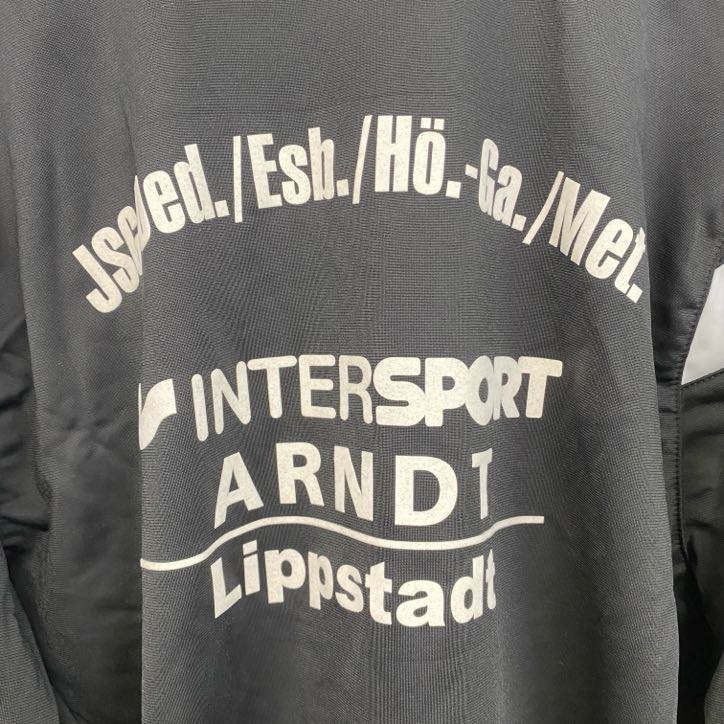 /Esb./Hö.-Ga./Met.
INTERSPORT
ARNDT
Lippstadt